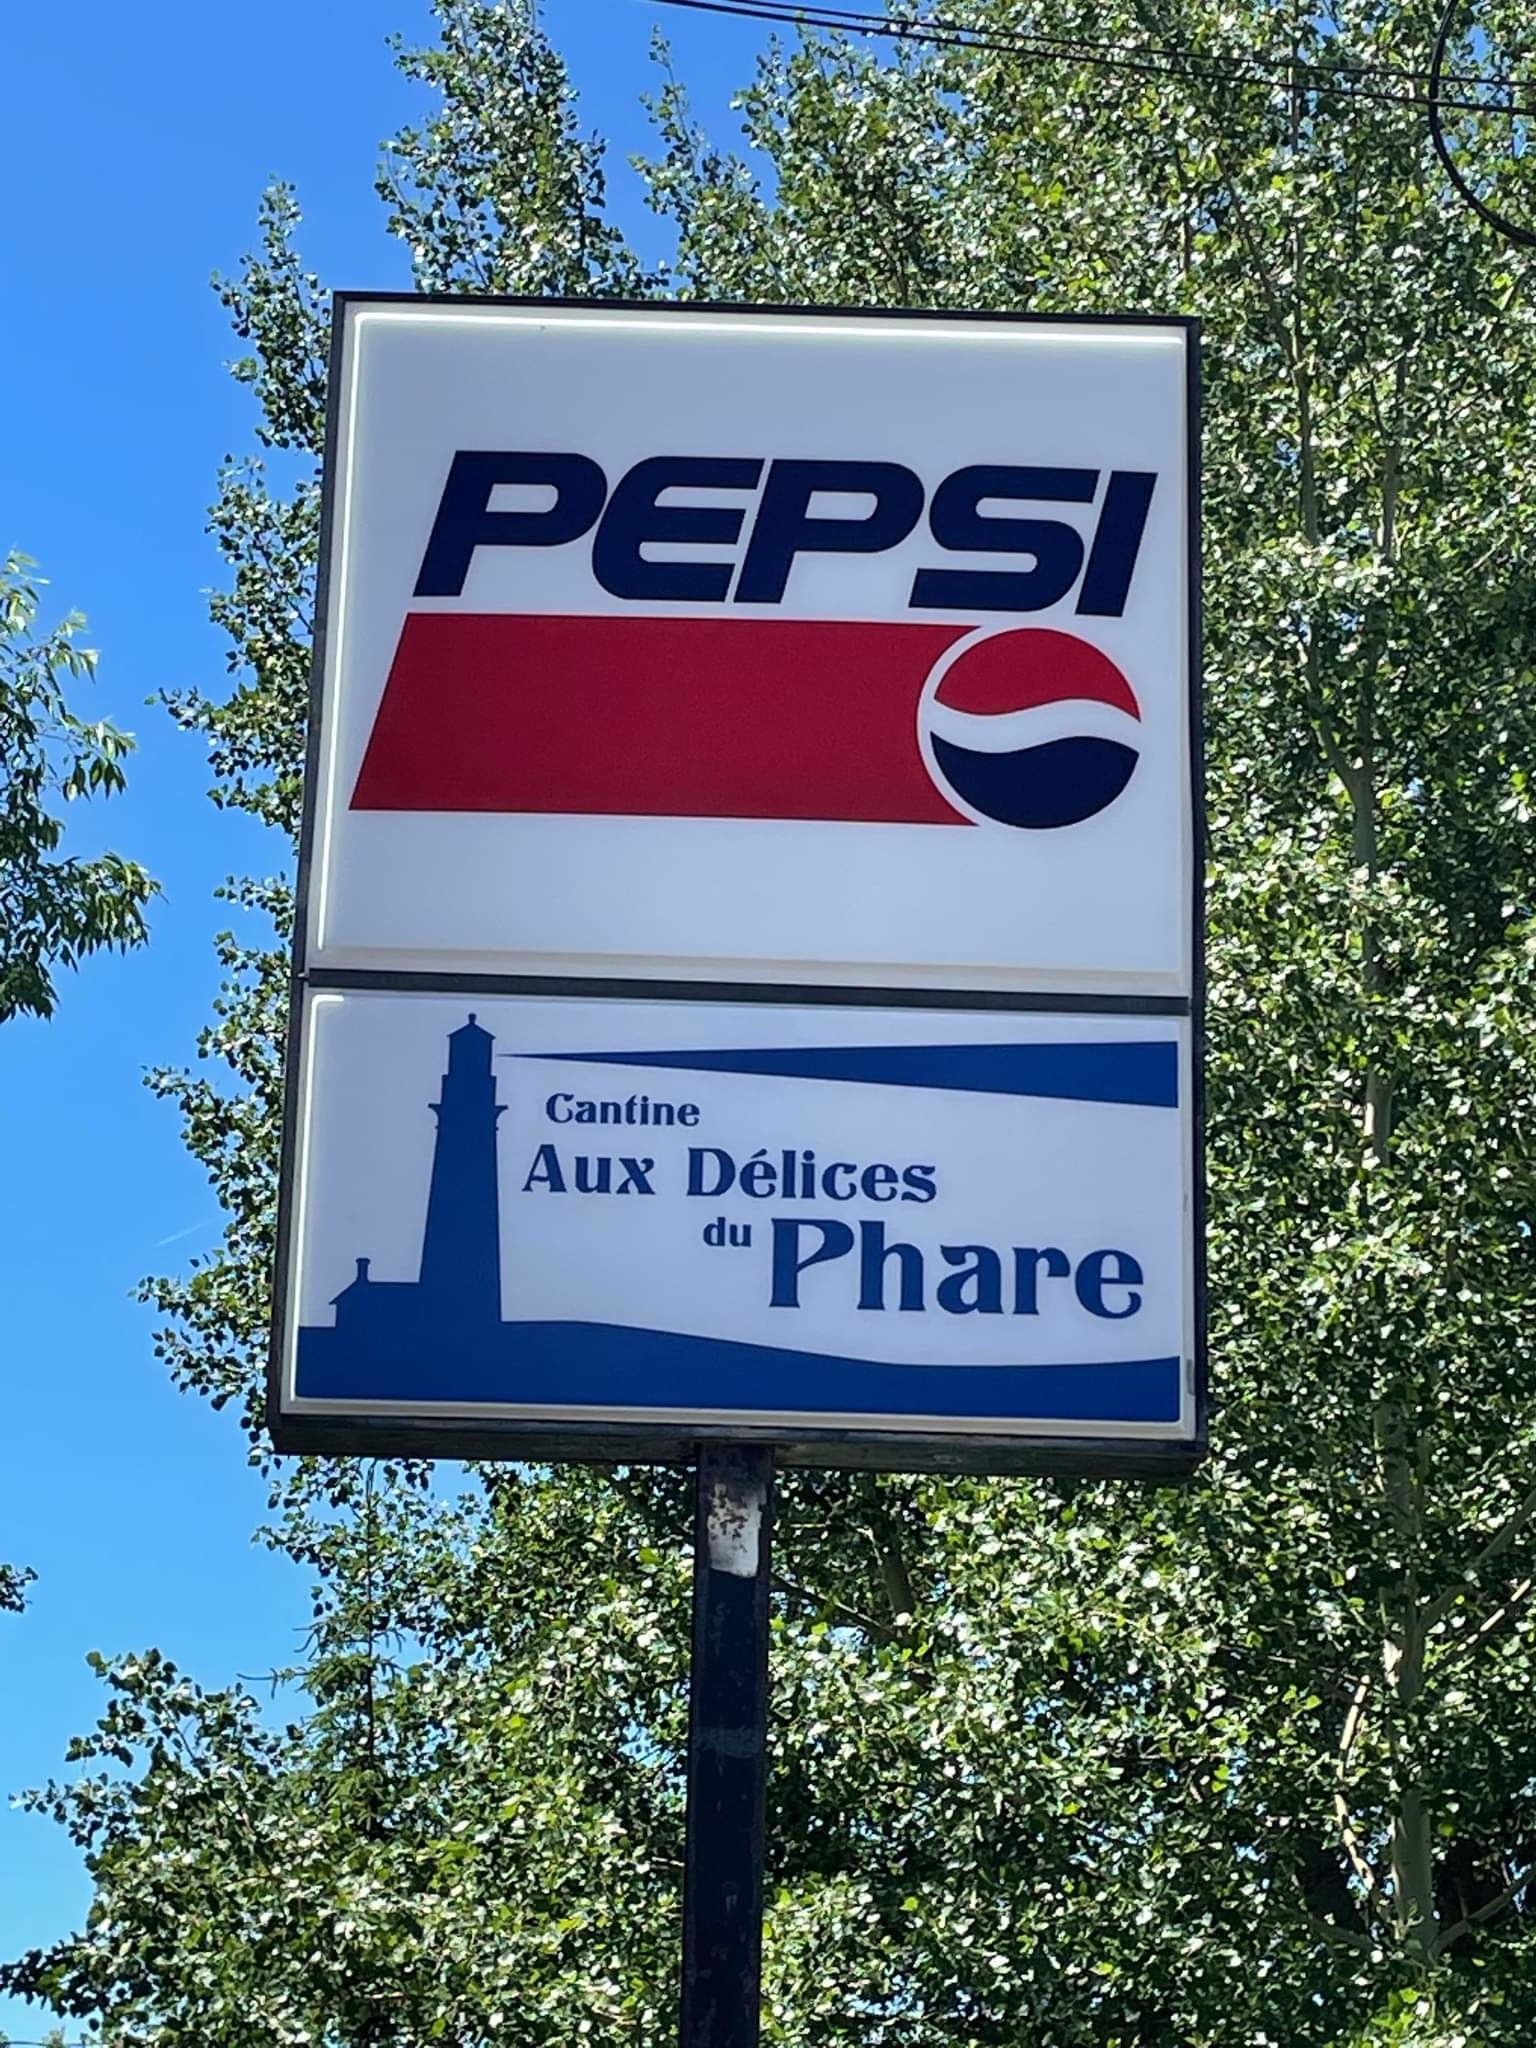 PEPSI
Cantine
Aux Délices
du Phare